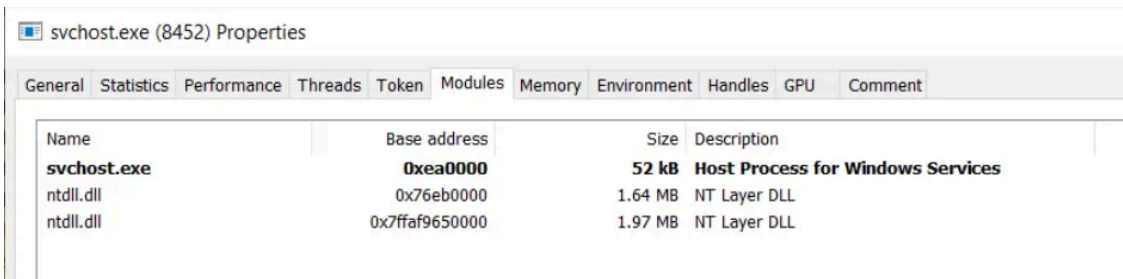 svchost.exe (8452) Properties
General Statistics Performance Threads Token Modules Memory Environment Handles GPU Comment
Name Base address Size Description
svchost.exe 0xea0000 52 kB Host Process for Windows Services
ntdll.dll 0x76eb0000 1.64 MB NT Layer DLL
ntdll.dll 0x7ffaf9650000 1.97 MB NT Layer DLL